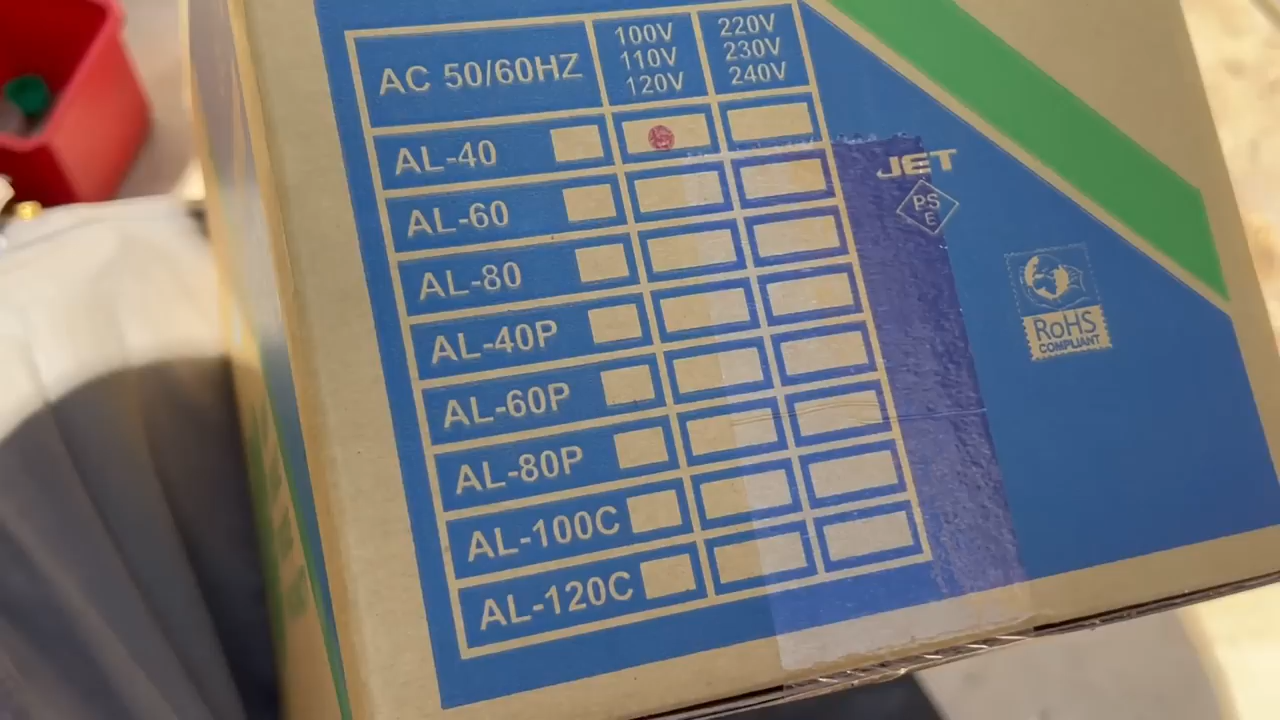 AC 50/60HZ
100V
110V
120V
220V
230V
240V
AL-40
AL-60
AL-80
AL-40P
AL-60P
AL-80P
AL-100C
AL-120C
JET
PS
E
RoHS
COMPLIANT